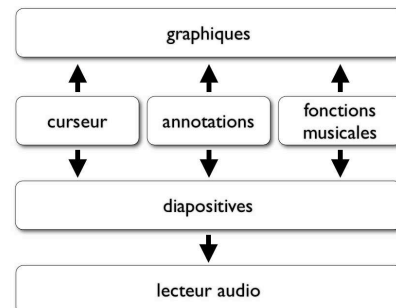 graphiques
curseur
annotations
fonctions
musicales
diapositives
lecteur audio